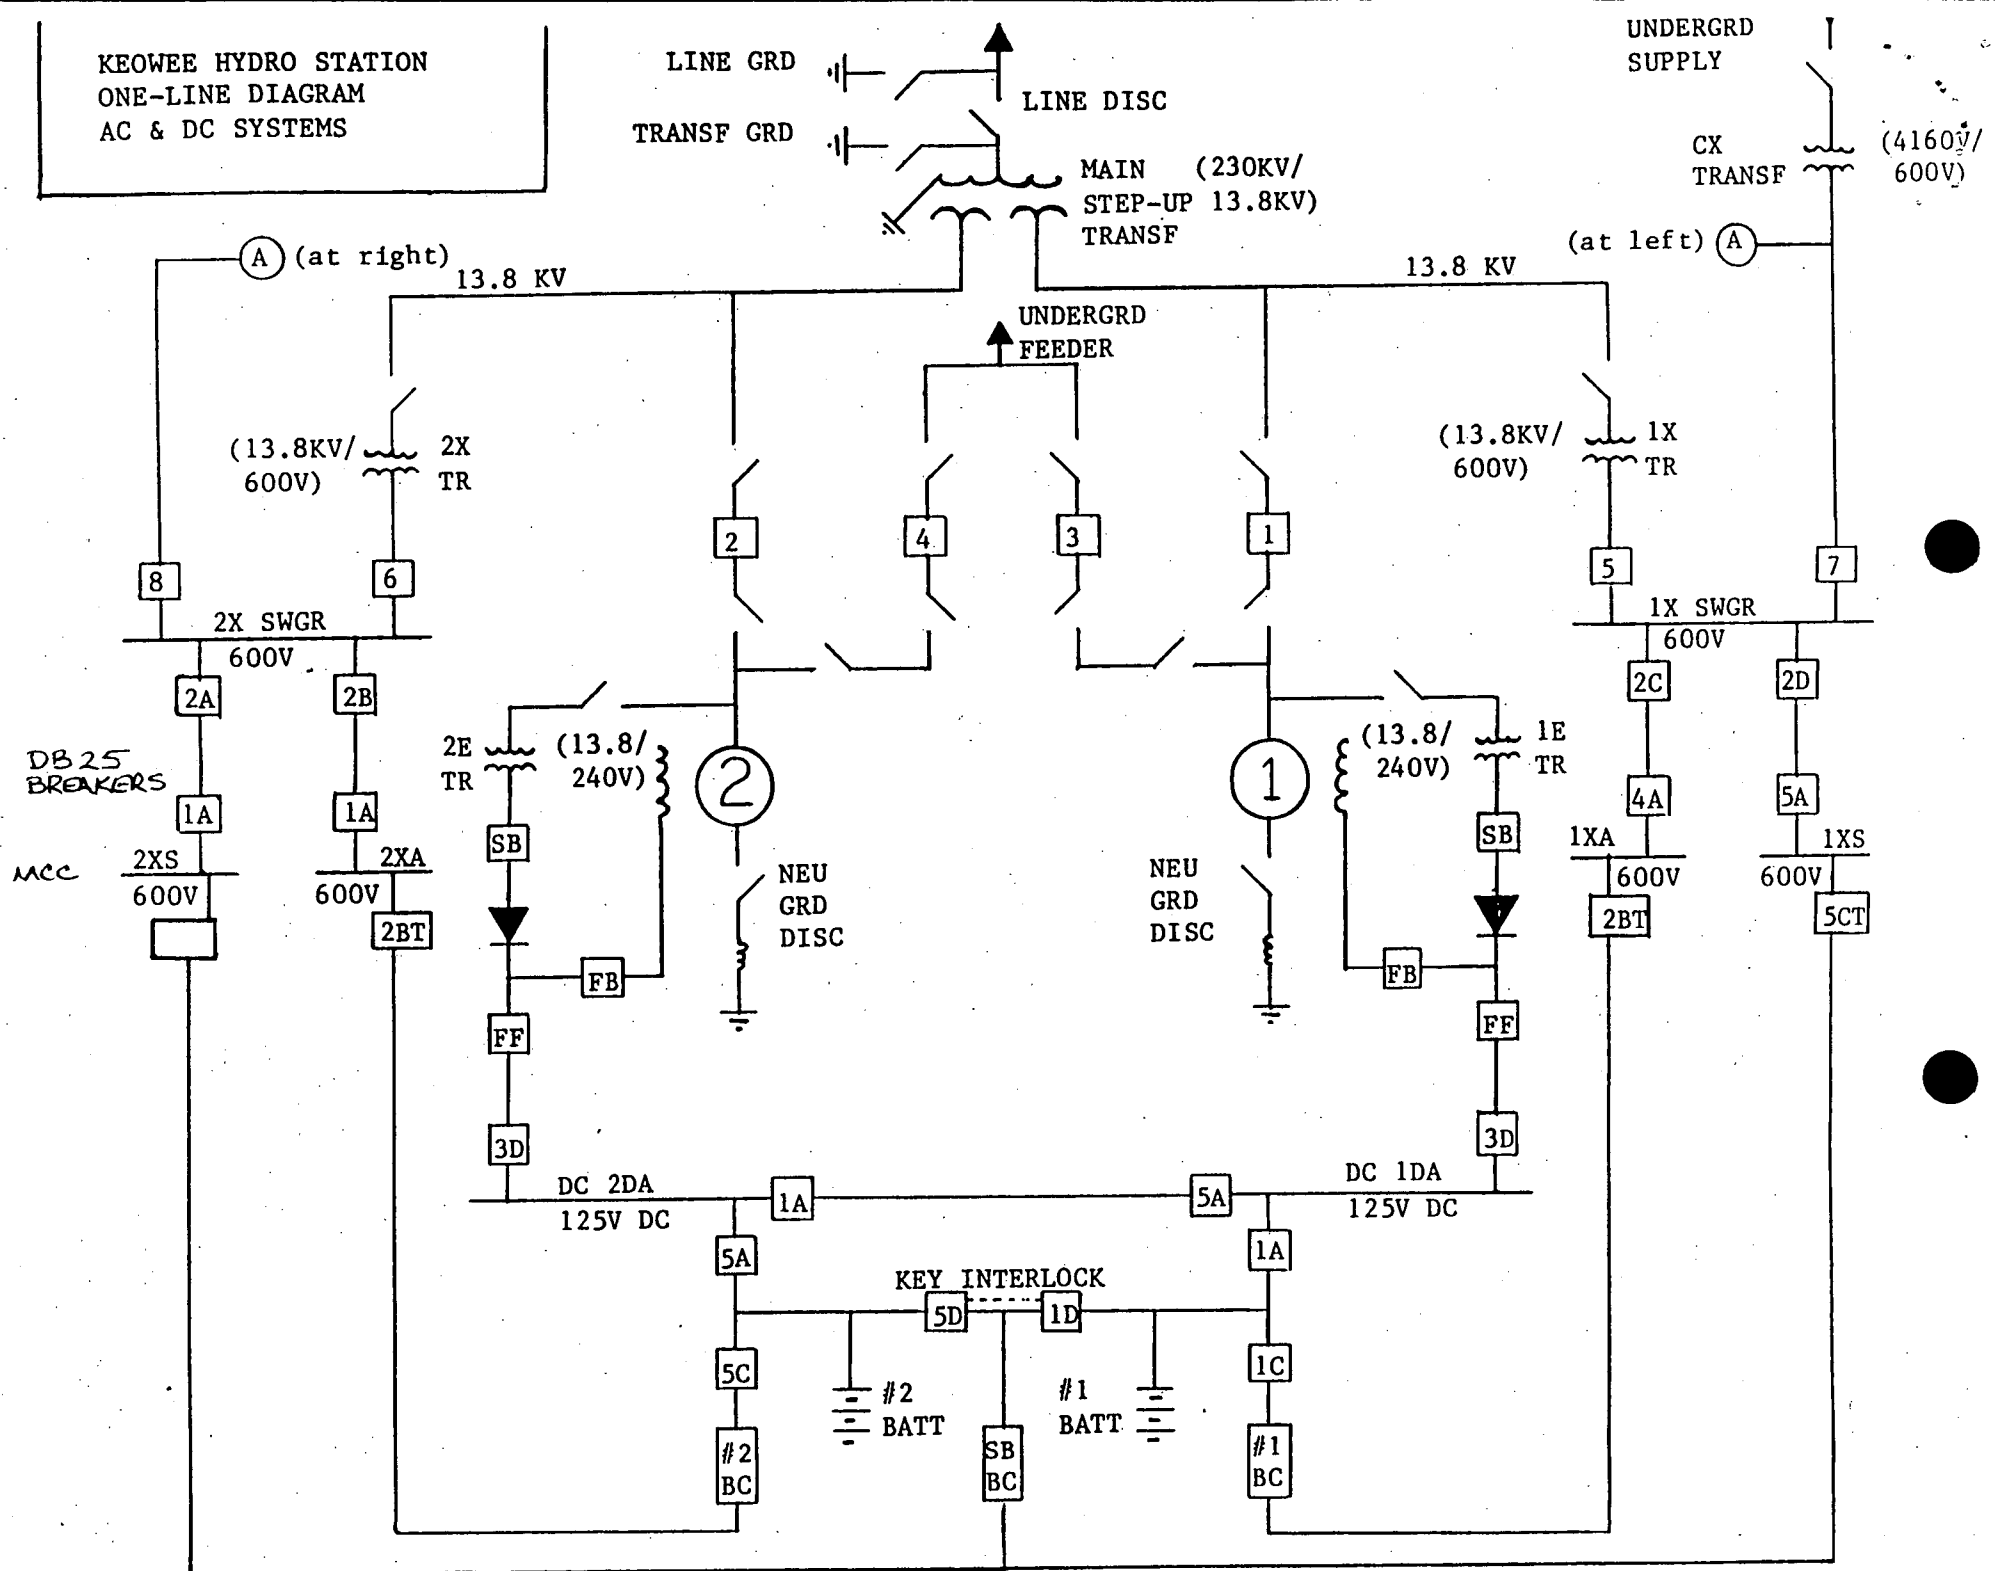 KEOWEE HYDRO STATION
ONE-LINE DIAGRAM
AC & DC SYSTEMS
LINE GRD
LINE DISC
TRANSF GRD
MAIN (230KV/
STEP-UP 13.8KV)
TRANSF
UNDERGRD
SUPPLY
CX
TRANSF
(4160V/
600V)
A (at right)
(at left) A
13.8 KV
13.8 KV
UNDERGRD
FEEDER
(13.8KV/
600V)
2X
TR
(13.8KV/
600V)
1X
TR
2
4
3
1
8
6
5
7
2X SWGR
600V
1X SWGR
600V
2A
2B
2C
2D
DB25
BREAKERS
1A
1A
4A
5A
2E
TR
(13.8/
240V)
2
1
(13.8/
240V)
1E
TR
SB
SB
MCC
2XS
600V
2XA
600V
1XA
600V
1XS
600V
2BT
2BT
5CT
NEU
GRD
DISC
NEU
GRD
DISC
FB
FB
FF
FF
3D
3D
DC 2DA
125V DC
1A
5A
DC 1DA
125V DC
5A
1A
KEY INTERLOCK
5D
1D
5C
1C
#2
BATT
#1
BATT
#2
BC
SB
BC
#1
BC